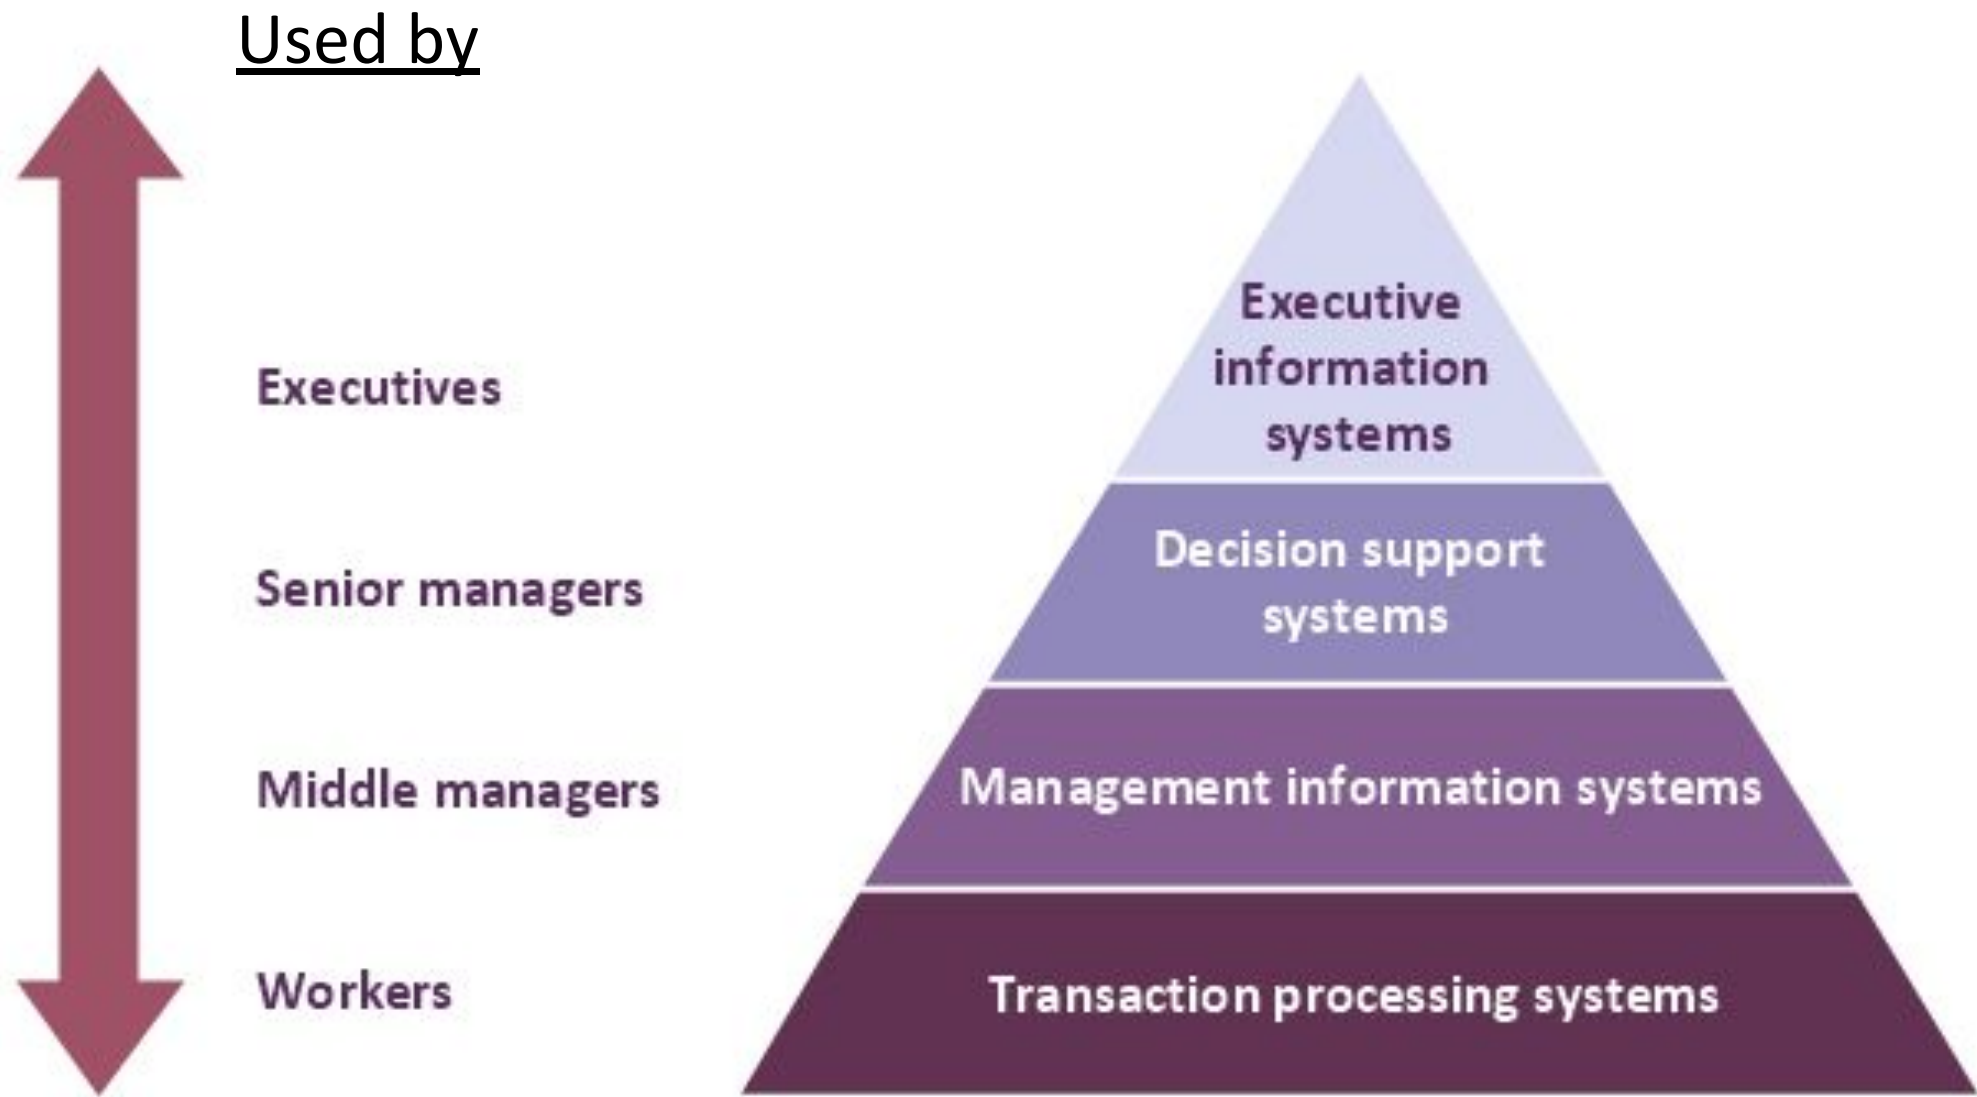 Used by
Executives
Senior managers
Middle managers
Workers
Executive
information
systems
Decision support
systems
Management information systems
Transaction processing systems